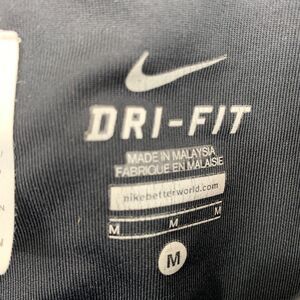 DRI-FIT
MADE IN MALAYSIA
FABRIQUE EN MALAISIE
nikebetterworld.com
M M M
M